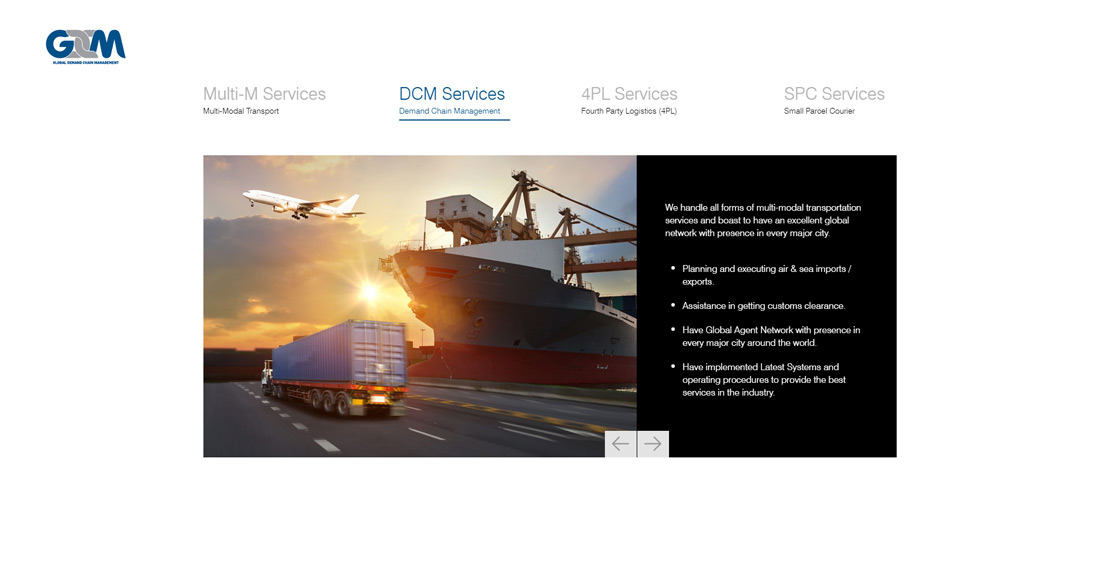 GDCM
GLOBAL DEMAND CHAIN MANAGEMENT
Multi-M Services
Multi-Modal Transport
DCM Services
Demand Chain Management
4PL Services
Fourth Party Logistics (4PL)
SPC Services
Small Parcel Courier
We handle all forms of multi-modal transportation
services and boast to have an excellent global
network with presence in every major city.
• Planning and executing air & sea imports /
exports.
• Assistance in getting customs clearance.
• Have Global Agent Network with presence in
every major city around the world.
• Have implemented Latest Systems and
operating procedures to provide the best
services in the industry.